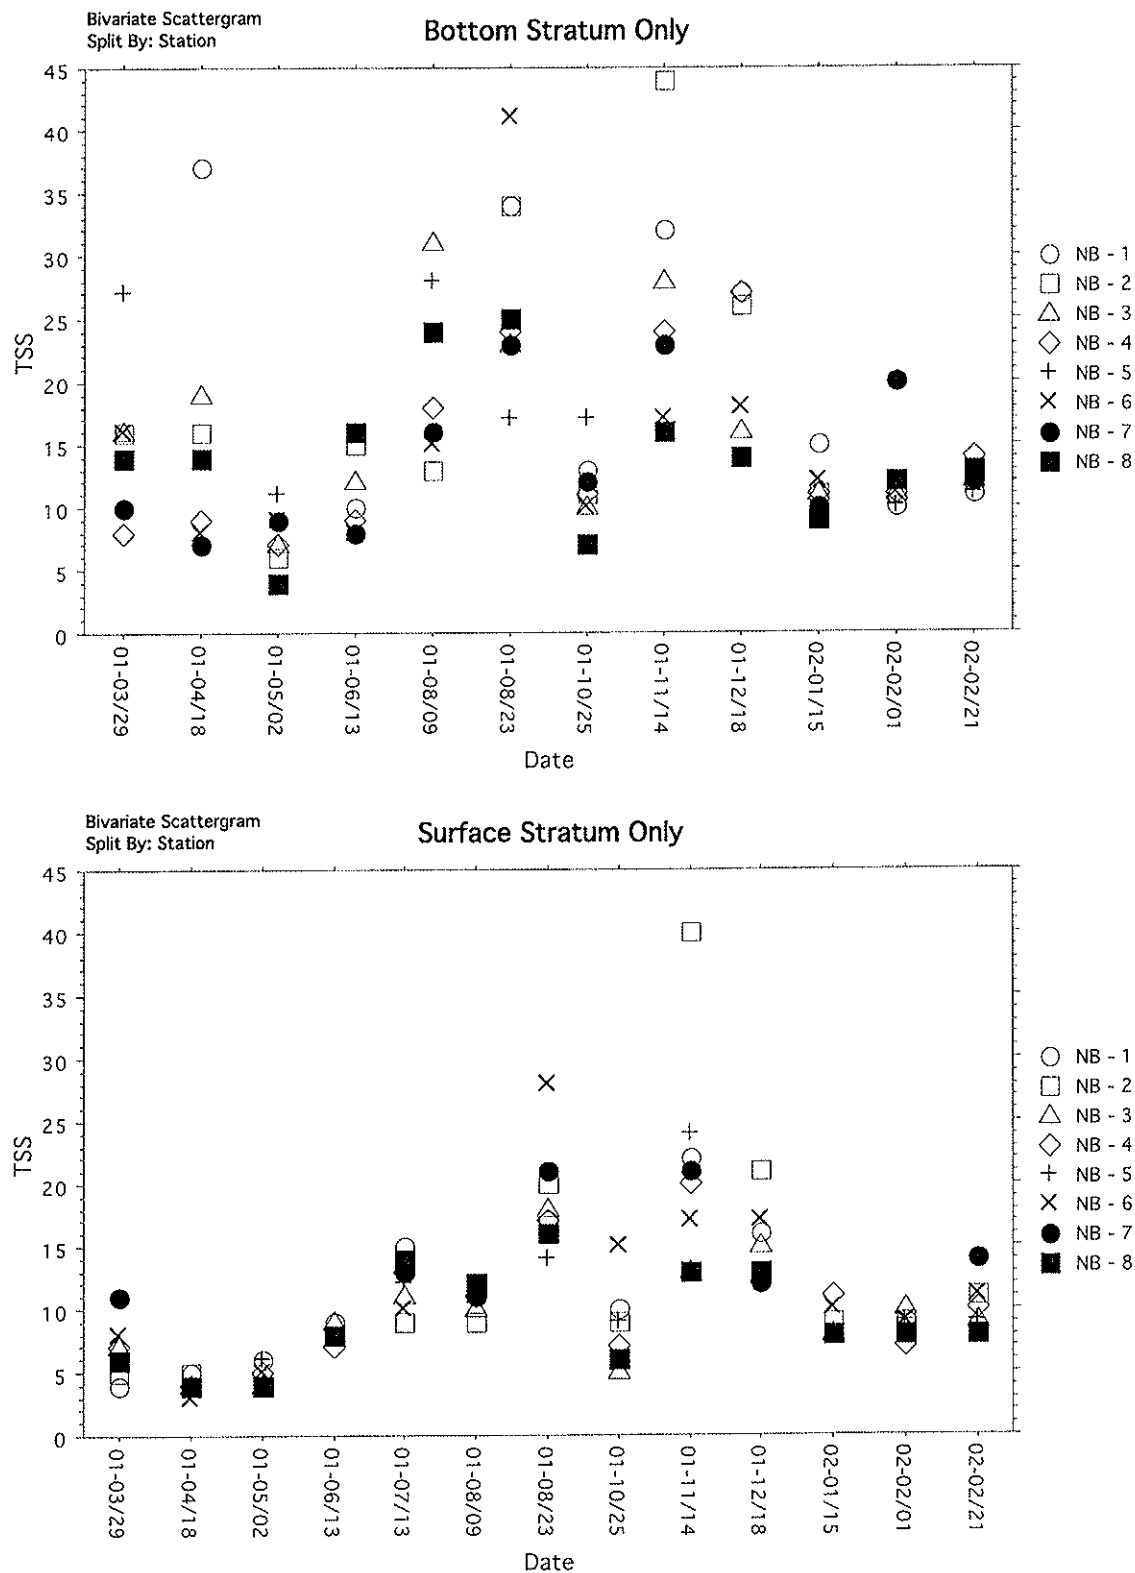 Bivariate Scattergram
Split By: Station
Bottom Stratum Only
45
40
35
30
25
20
15
10
5
0
TSS
01-03/29
01-04/18
01-05/02
01-06/13
01-08/09
01-08/23
01-10/25
01-11/14
01-12/18
02-01/15
02-02/01
02-02/21
Date
NB - 1
NB - 2
NB - 3
NB - 4
NB - 5
NB - 6
NB - 7
NB - 8
Bivariate Scattergram
Split By: Station
Surface Stratum Only
45
40
35
30
25
20
15
10
5
0
TSS
01-03/29
01-04/18
01-05/02
01-06/13
01-07/13
01-08/09
01-08/23
01-10/25
01-11/14
01-12/18
02-01/15
02-02/01
02-02/21
Date
NB - 1
NB - 2
NB - 3
NB - 4
NB - 5
NB - 6
NB - 7
NB - 8